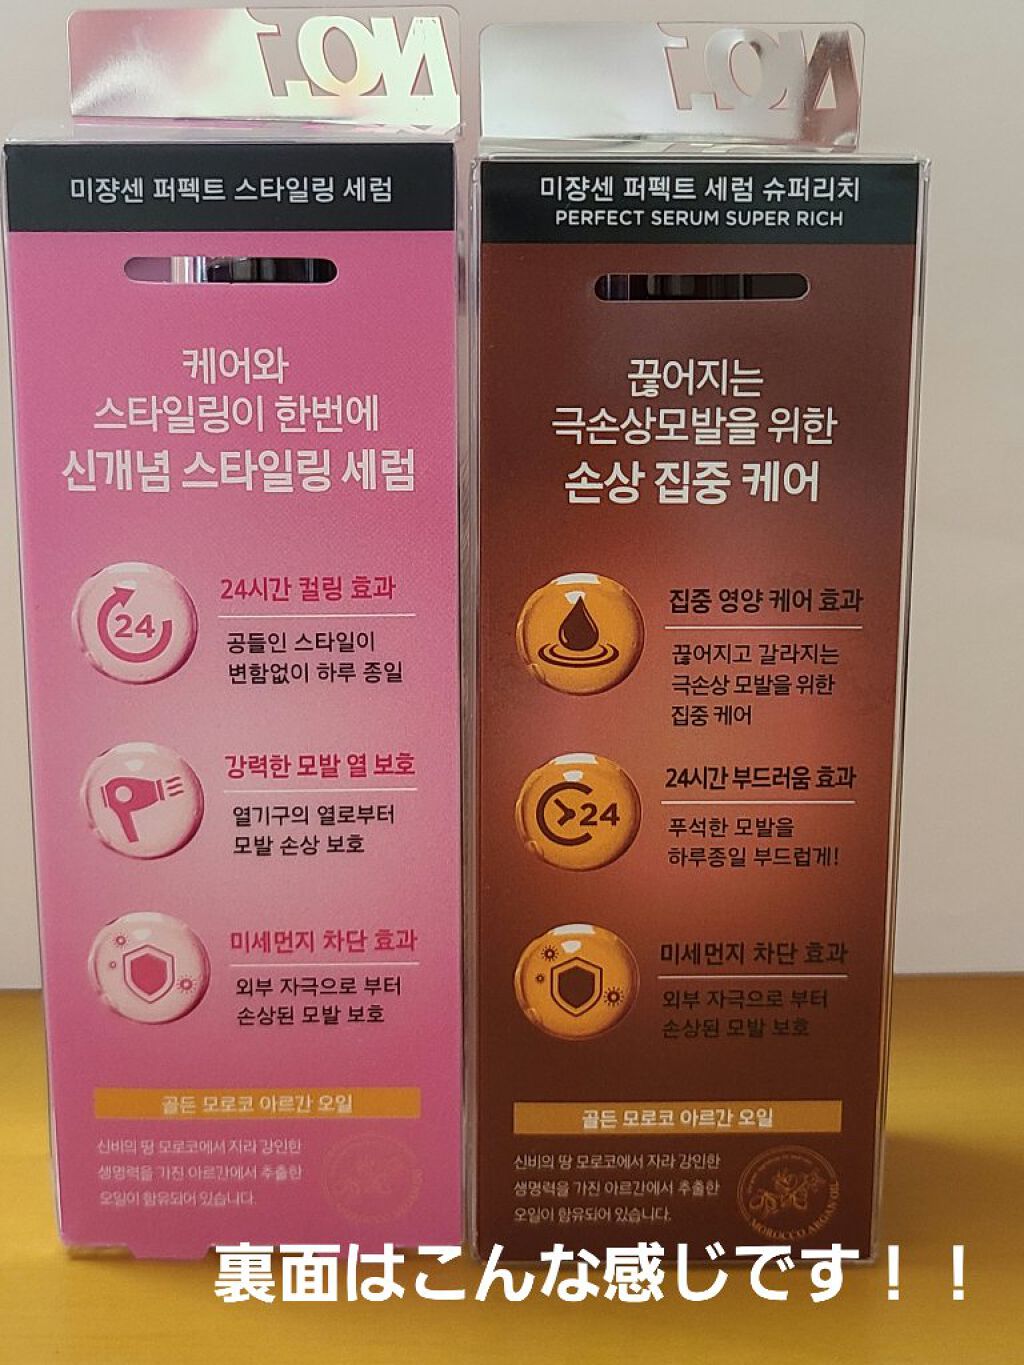 NO.1
미쟝센 퍼펙트 스타일링 세럼
케어와
스타일링이 한번에
신개념 스타일링 세럼
24
24시간 컬링 효과
공들인 스타일이
변함없이 하루 종일
강력한 모발 열 보호
열기구의 열로부터
모발 손상 보호
미세먼지 차단 효과
외부 자극으로 부터
손상된 모발 보호
골든 모로코 아르간 오일
신비의 땅 모로코에서 자라 강인한
생명력을 가진 아르간에서 추출한
오일이 함유되어 있습니다.
NO.1
미쟝센 퍼펙트 세럼 슈퍼리치
PERFECT SERUM SUPER RICH
끊어지는
극손상모발을 위한
손상 집중 케어
집중 영양 케어 효과
끊어지고 갈라지는
극손상 모발을 위한
집중 케어
24
24시간 부드러움 효과
푸석한 모발을
하루종일 부드럽게!
미세먼지 차단 효과
외부 자극으로 부터
손상된 모발 보호
골든 모로코 아르간 오일
신비의 땅 모로코에서 자라 강인한
생명력을 가진 아르간에서 추출한
오일이 함유되어 있습니다.
MOROCCO ARGAN OIL
裏面はこんな感じです！！